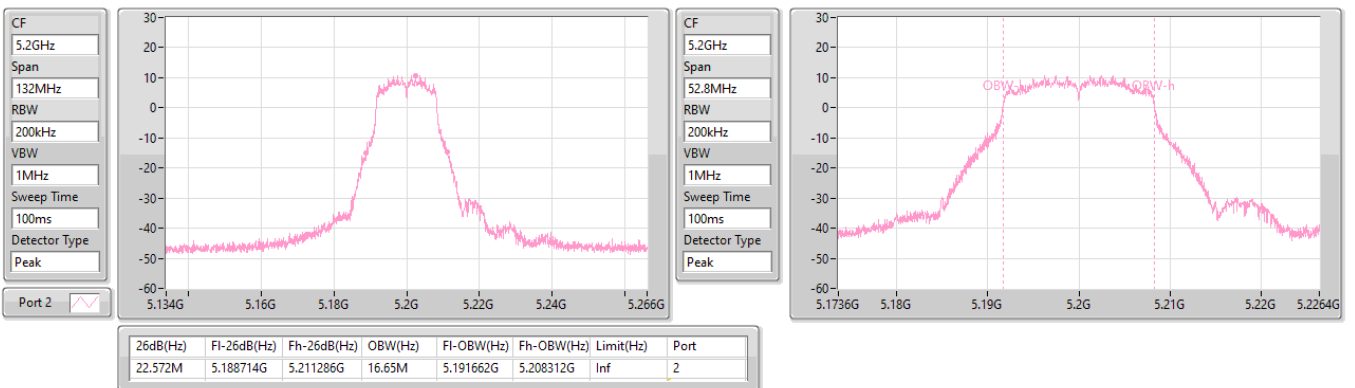 CF
5.2GHz
Span
132MHz
RBW
200kHz
VBW
1MHz
Sweep Time
100ms
Detector Type
Peak
Port 2
30
20
10
0
-10
-20
-30
-40
-50
-60
5.134G 5.16G 5.18G 5.2G 5.22G 5.24G 5.266G
CF
5.2GHz
Span
52.8MHz
RBW
200kHz
VBW
1MHz
Sweep Time
100ms
Detector Type
Peak
30
20
10
0
-10
-20
-30
-40
-50
-60
OBW-l OBW-h
5.1736G 5.18G 5.19G 5.2G 5.21G 5.22G 5.2264G
26dB(Hz) Fl-26dB(Hz) Fh-26dB(Hz) OBW(Hz) Fl-OBW(Hz) Fh-OBW(Hz) Limit(Hz) Port
22.572M 5.188714G 5.211286G 16.65M 5.191662G 5.208312G Inf 2